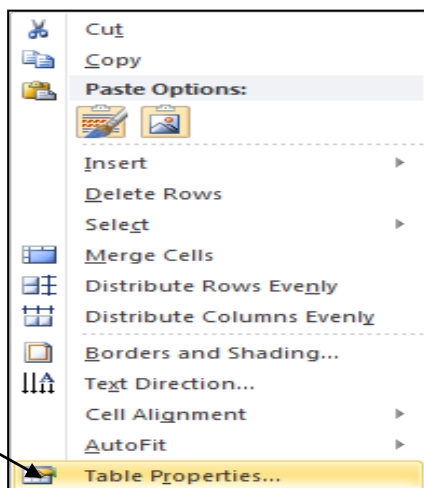 Cut
Copy
Paste Options:
Insert
Delete Rows
Select
Merge Cells
Distribute Rows Evenly
Distribute Columns Evenly
Borders and Shading...
Text Direction...
Cell Alignment
AutoFit
Table Properties...